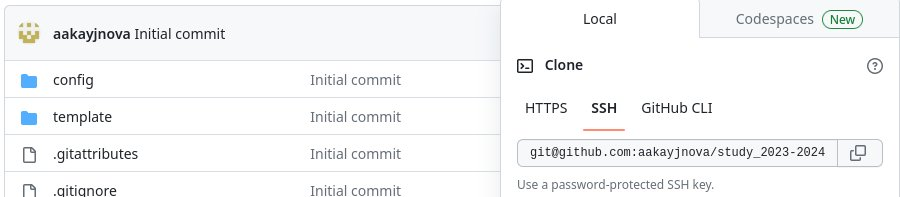 aakayjnova Initial commit
config Initial commit
template Initial commit
.gitattributes Initial commit
.gitignore Initial commit
Local
Codespaces New
Clone
HTTPS SSH GitHub CLI
git@github.com:aakayjnova/study_2023-2024
Use a password-protected SSH key.